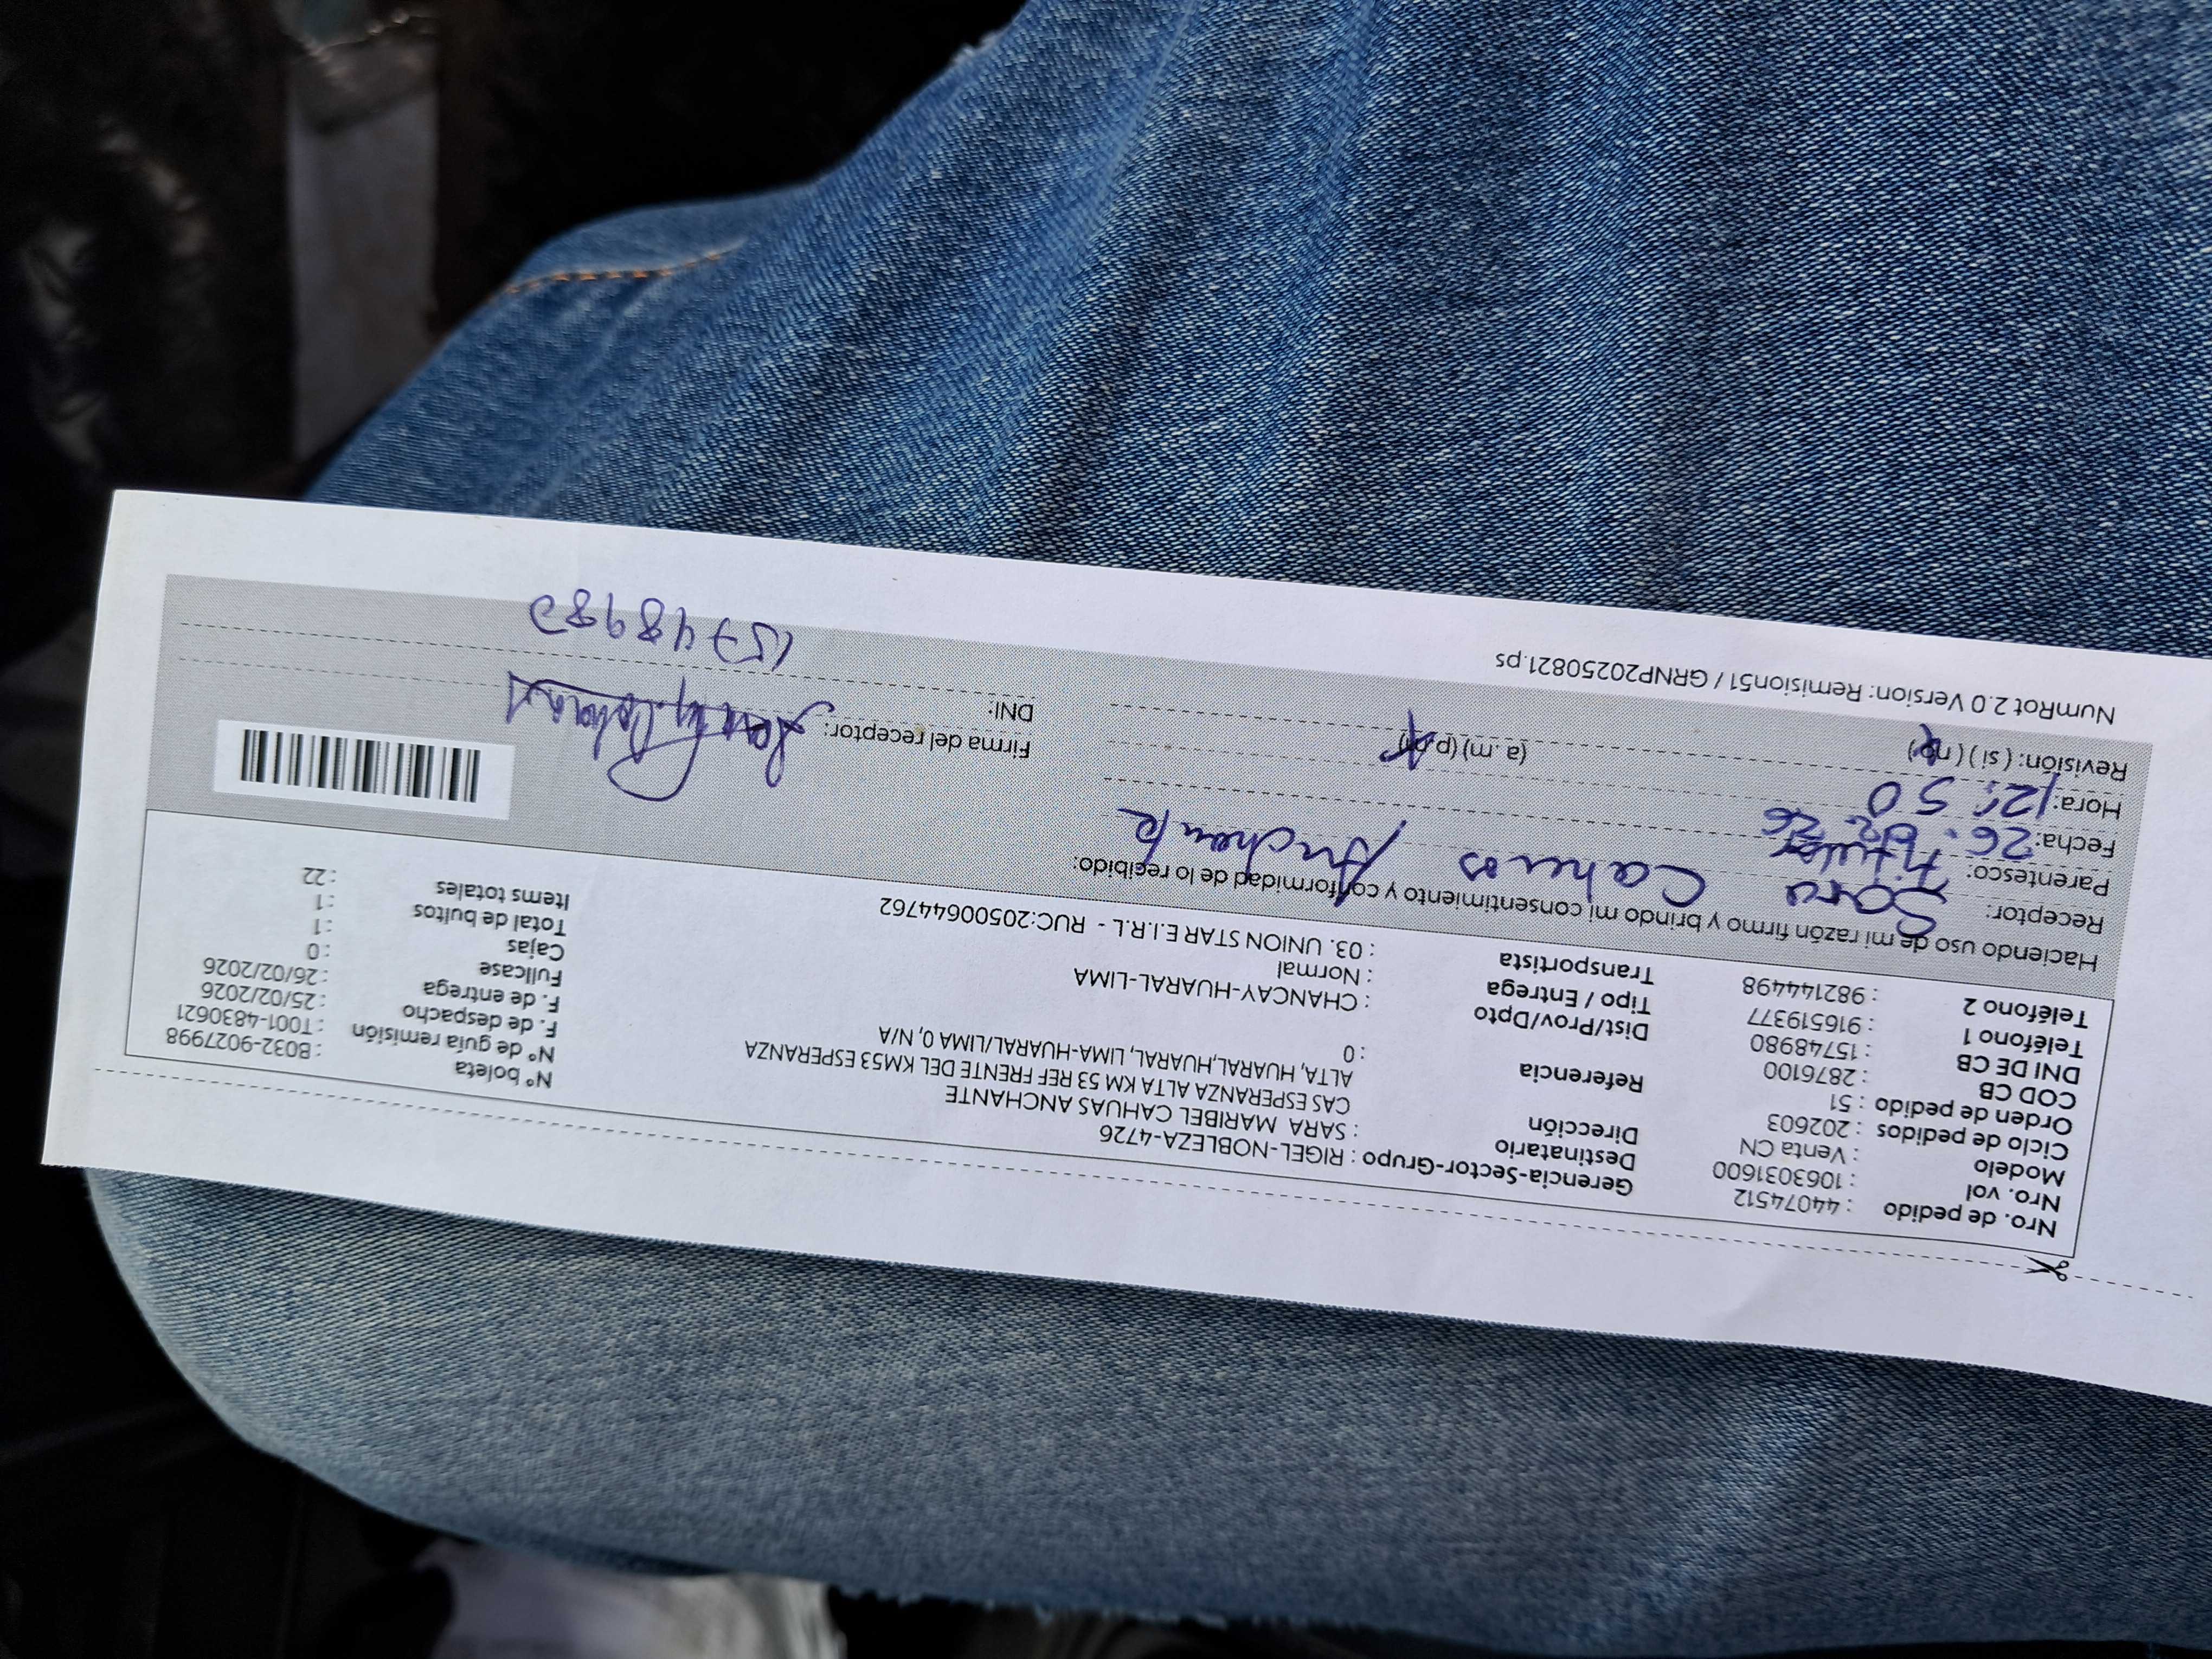 Nro. de pedido : 44074512
Nro. vol : 1063031600
Modelo : Venta CN
Ciclo de pedidos : 202603
Orden de pedido : 51
COD CB : 2876100
DNI DE CB : 15748980
Teléfono 1 : 916519377
Teléfono 2 : 982144498
Gerencia-Sector-Grupo : RIGEL-NOBLEZA-4726
Destinatario : SARA MARIBEL CAHUAS ANCHANTE
Dirección CAS ESPERANZA ALTA KM 53 REF FRENTE DEL KM53 ESPERANZA
ALTA, HUARAL,HUARAL, LIMA-HUARAL/LIMA 0, N/A
Referencia : 0
Dist/Prov/Dpto : CHANCAY-HUARAL-LIMA
Tipo / Entrega : Normal
Transportista : 03. UNION STAR E.I.R.L - RUC:20500644762
Nº boleta : B032-9027998
Nº de guía remisión : T001-4830621
F. de despacho : 25/02/2026
F. de entrega : 26/02/2026
Fullcase : 0
Cajas : 1
Total de bultos : 1
Items totales : 22
Haciendo uso de mi razón firmo y brindo mi consentimiento y conformidad de lo recibido:
Receptor: Sara Cahuas Anchante
Parentesco: Titular
Fecha: 26.02.26
Hora: 12:50 (a.m) (p.m)
Revisión: (si) (no)
Firma del receptor:
DNI: 15748980
NumRot 2.0 Version: Remision51 / GRNP20250821.ps